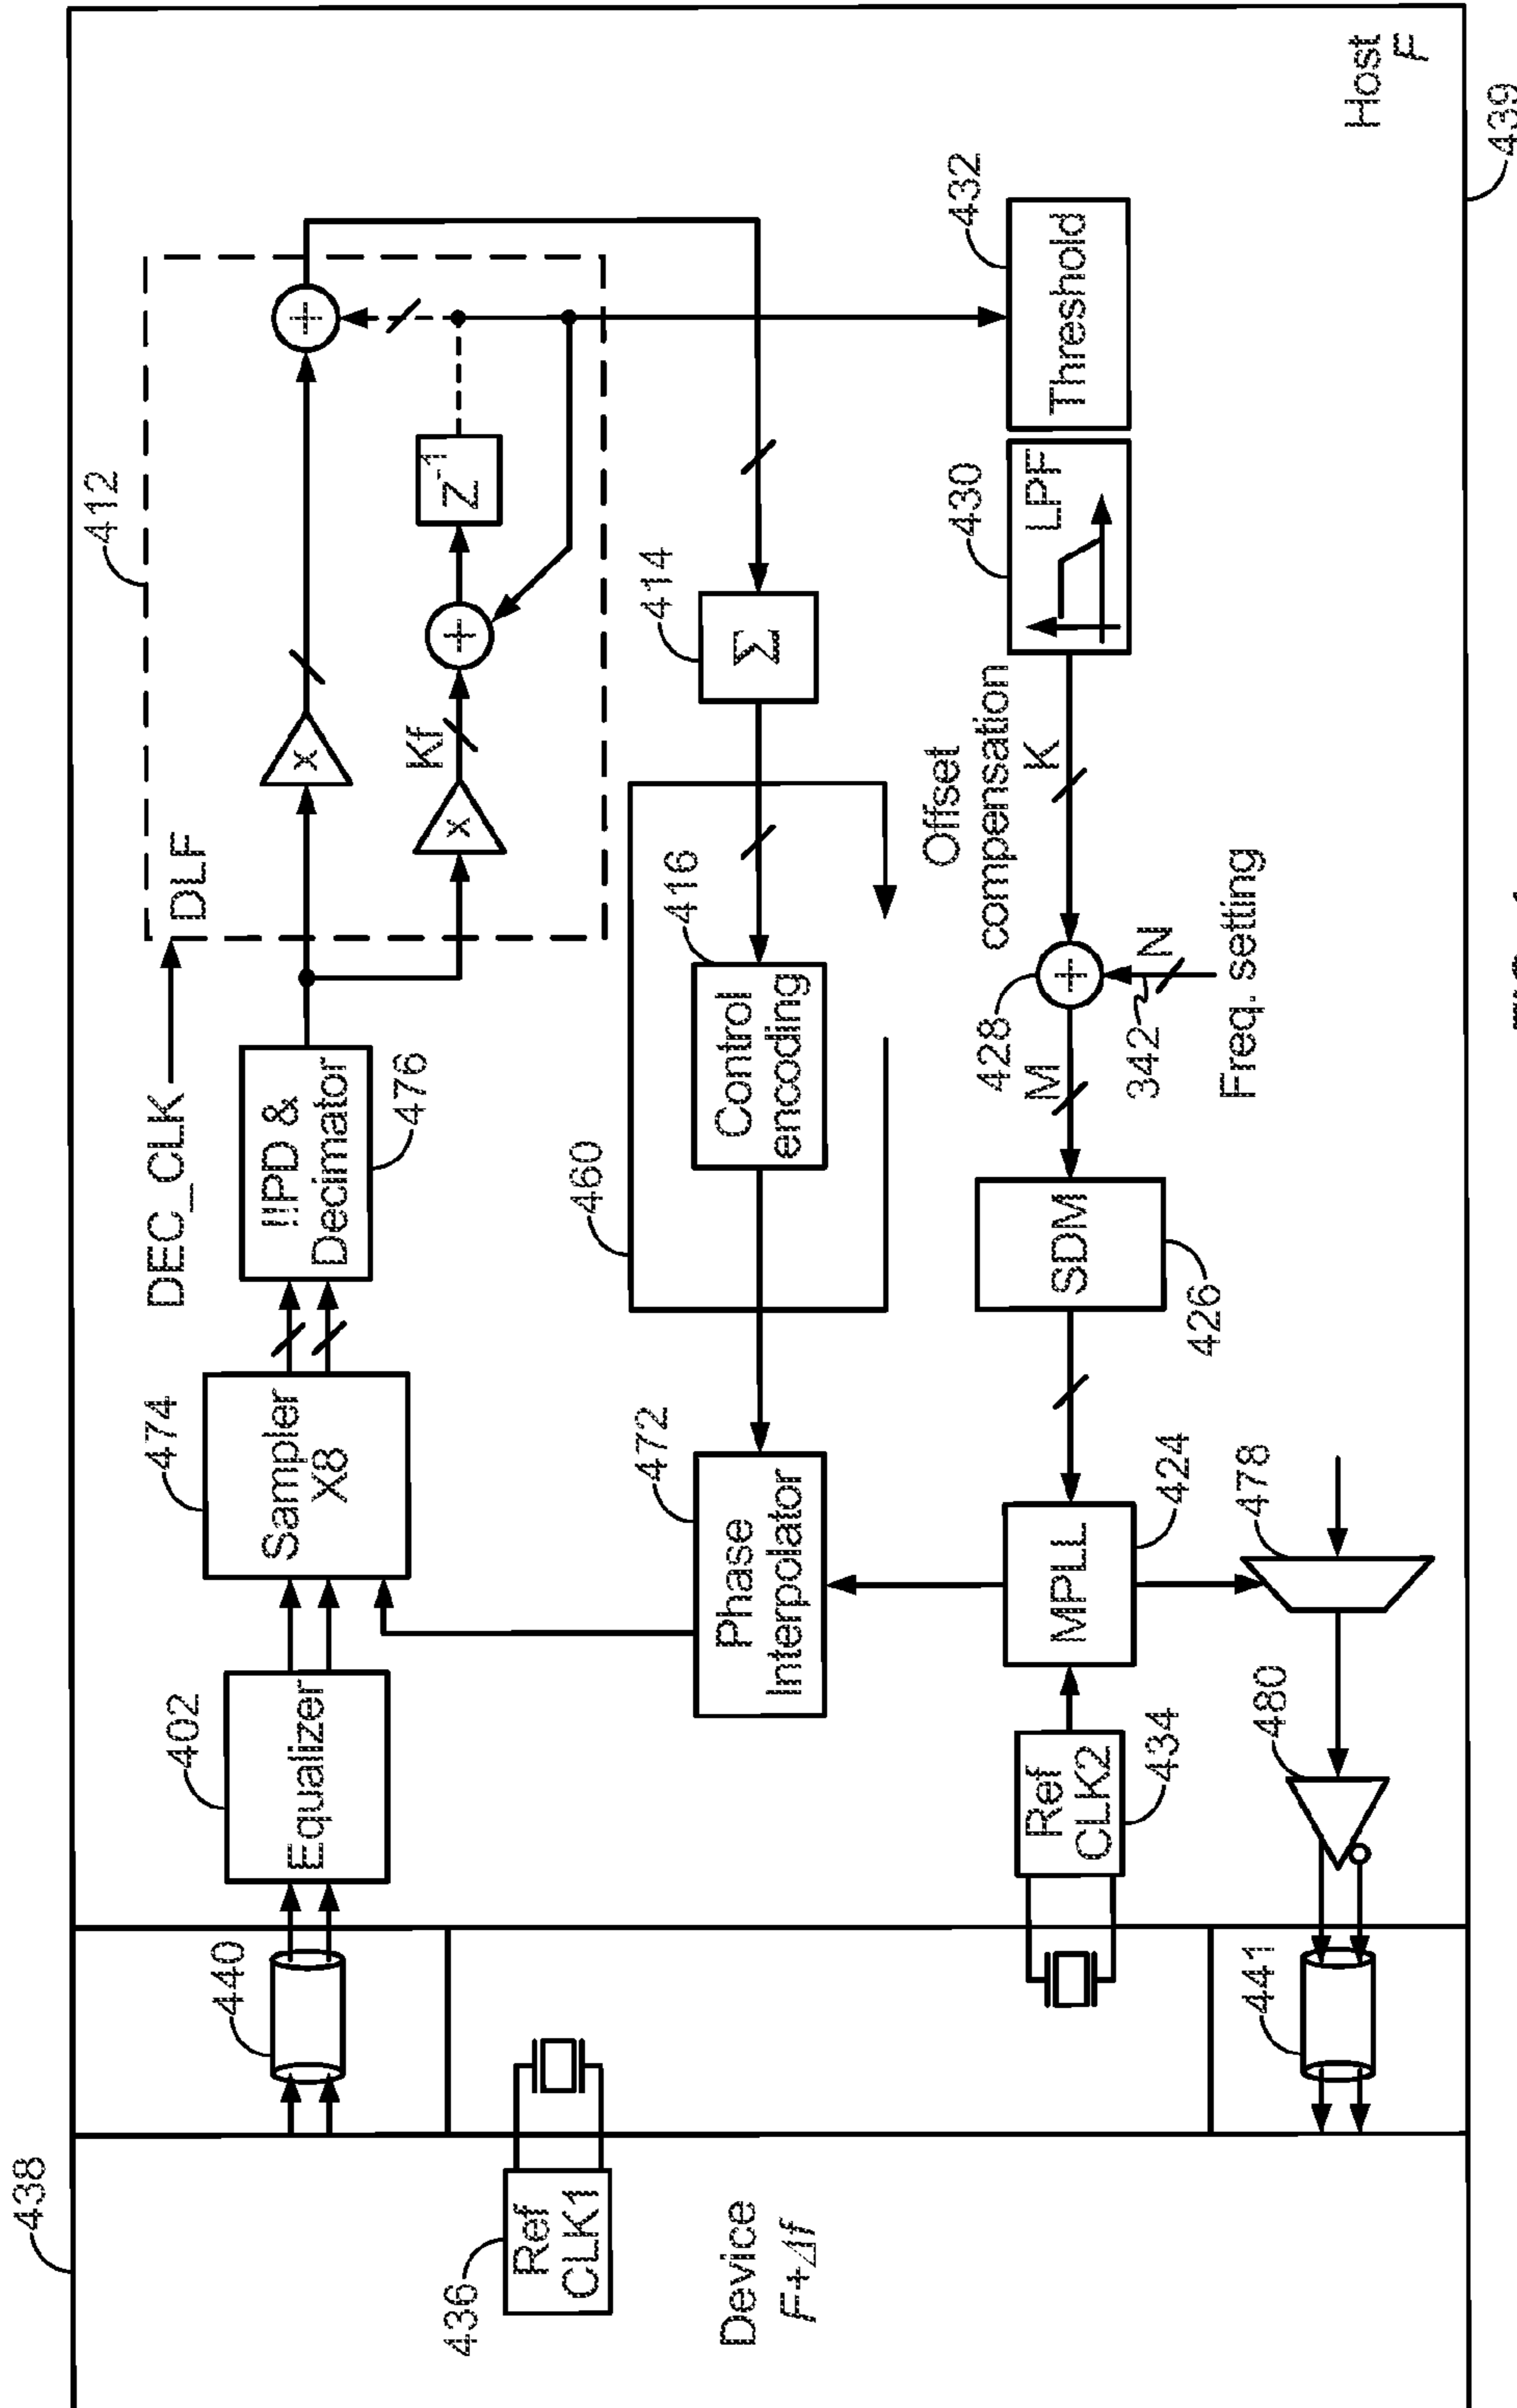 438
Device
F+Δf
436
Ref
CLK1
440
441
402
Equalizer
474
Sampler
X8
DEC_CLK
!!PD &
Decimator
476
412
DLF
x
x
Kf
+
Z-1
+
472
Phase
Interpolator
460
416
Control
encoding
414
Σ
Ref
CLK2
434
MPLL
424
SDM
426
428
M
+
342
N
Freq. setting
Offset
compensation
K
430
LPF
432
Threshold
480
478
Host
F
439